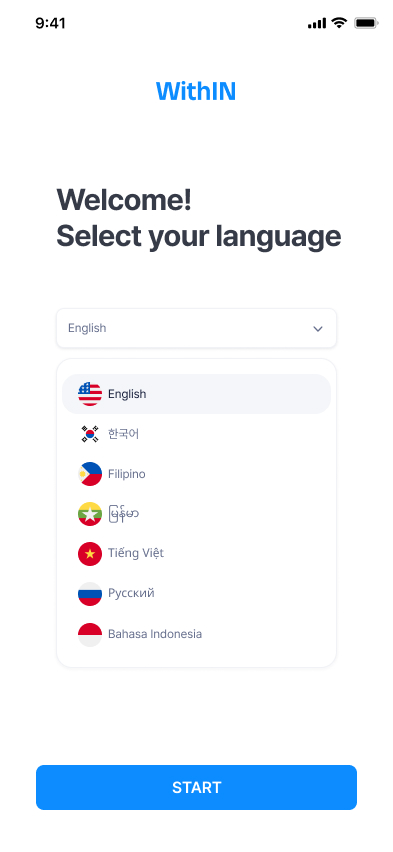 9:41
WithIN
Welcome!
Select your language
English
English
한국어
Filipino
မြန်မာ
Tiếng Việt
Русский
Bahasa Indonesia
START